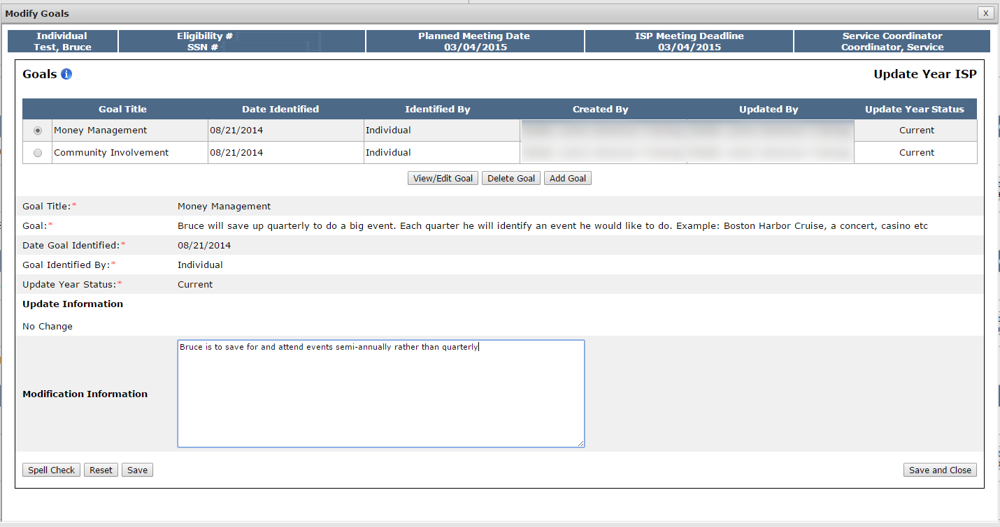 Modify Goals
X
Individual
Test, Bruce
Eligibility #
SSN #
Planned Meeting Date
03/04/2015
ISP Meeting Deadline
03/04/2015
Service Coordinator
Coordinator, Service
Goals
Update Year ISP
Goal Title Date Identified Identified By Created By Updated By Update Year Status
Money Management 08/21/2014 Individual Current
Community Involvement 08/21/2014 Individual Current
View/Edit Goal Delete Goal Add Goal
Goal Title:* Money Management
Goal:* Bruce will save up quarterly to do a big event. Each quarter he will identify an event he would like to do. Example: Boston Harbor Cruise, a concert, casino etc
Date Goal Identified:* 08/21/2014
Goal Identified By:* Individual
Update Year Status:* Current
Update Information
No Change
Bruce is to save for and attend events semi-annually rather than quarterly
Modification Information
Spell Check Reset Save Save and Close